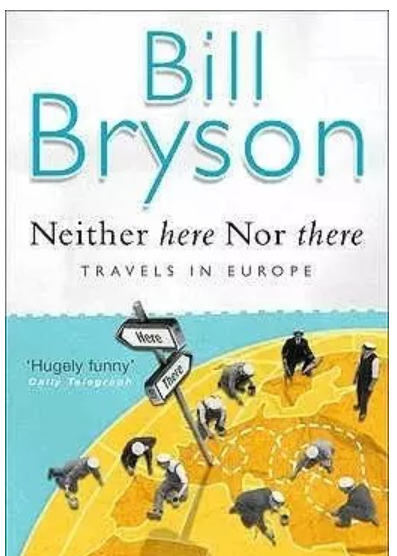 Bill
Bryson
Neither here Nor there
TRAVELS IN EUROPE
Here
There
'Hugely funny'
Daily Telegraph